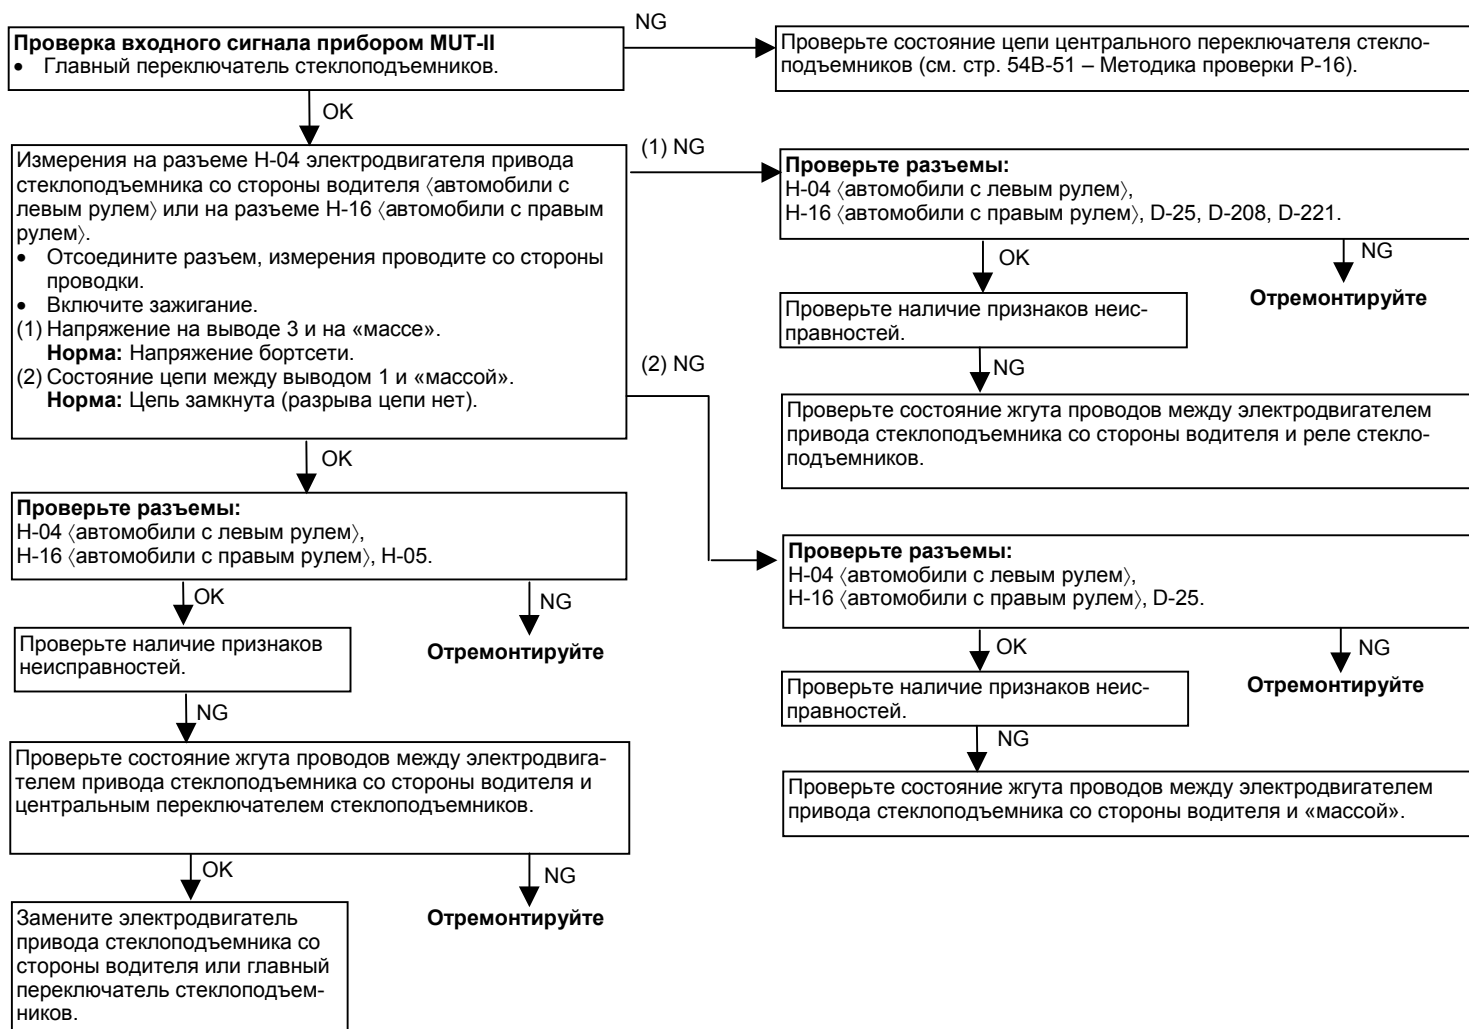 Проверка входного сигнала прибором MUT-II
• Главный переключатель стеклоподъемников.
NG
Проверьте состояние цепи центрального переключателя стекло-
подъемников (см. стр. 54В-51 – Методика проверки Р-16).
OK
Измерения на разъеме Н-04 электродвигателя привода
стеклоподъемника со стороны водителя 〈автомобили с
левым рулем〉 или на разъеме Н-16 〈автомобили с правым
рулем〉.
• Отсоедините разъем, измерения проводите со стороны
проводки.
• Включите зажигание.
(1) Напряжение на выводе 3 и на «массе».
Норма: Напряжение бортсети.
(2) Состояние цепи между выводом 1 и «массой».
Норма: Цепь замкнута (разрыва цепи нет).
(1) NG
Проверьте разъемы:
Н-04 〈автомобили с левым рулем〉,
Н-16 〈автомобили с правым рулем〉, D-25, D-208, D-221.
OK
NG
Проверьте наличие признаков неис-
правностей.
Отремонтируйте
NG
Проверьте состояние жгута проводов между электродвигателем
привода стеклоподъемника со стороны водителя и реле стекло-
подъемников.
(2) NG
Проверьте разъемы:
Н-04 〈автомобили с левым рулем〉,
Н-16 〈автомобили с правым рулем〉, D-25.
OK
NG
Проверьте наличие признаков неис-
правностей.
Отремонтируйте
NG
Проверьте состояние жгута проводов между электродвигателем
привода стеклоподъемника со стороны водителя и «массой».
OK
Проверьте разъемы:
Н-04 〈автомобили с левым рулем〉,
Н-16 〈автомобили с правым рулем〉, Н-05.
OK
NG
Проверьте наличие признаков
неисправностей.
Отремонтируйте
NG
Проверьте состояние жгута проводов между электродвига-
телем привода стеклоподъемника со стороны водителя и
центральным переключателем стеклоподъемников.
OK
NG
Замените электродвигатель
привода стеклоподъемника со
стороны водителя или главный
переключатель стеклоподъем-
ников.
Отремонтируйте